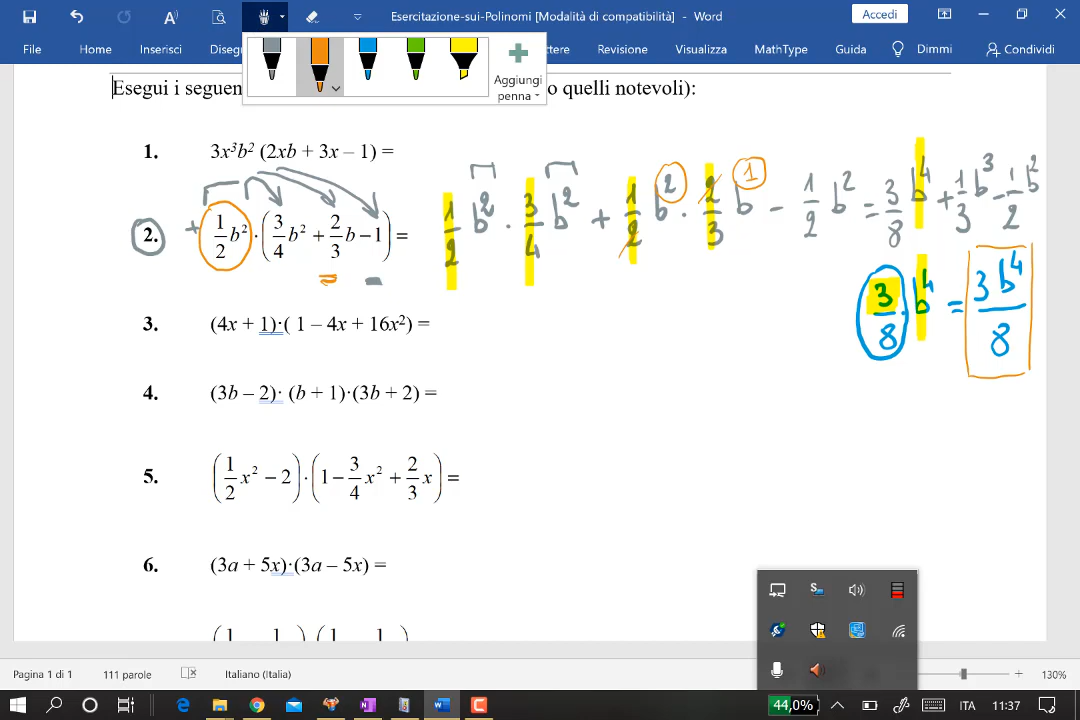 Esercitazione-sui-Polinomi [Modalità di compatibilità] - Word
Accedi
File Home Inserisci Revisione Visualizza MathType Guida Dimmi Condividi
Aggiungi
penna
Esegui i seguen o quelli notevoli):
1. 3x³b² (2xb + 3x – 1) =
2. 1/2 b² · (3/4 b² + 2/3 b – 1) = 1/2 b² · 3/4 b² + 1/2 b² · 2/3 b – 1/2 b² = 3/8 b⁴ + 1/3 b³ – 1/2 b²
3/8 · b⁴ = 3b⁴/8
3. (4x + 1)·( 1 – 4x + 16x²) =
4. (3b – 2)· (b + 1)·(3b + 2) =
5. (1/2 x² – 2) · (1 – 3/4 x² + 2/3 x) =
6. (3a + 5x)·(3a – 5x) =
Pagina 1 di 1 111 parole Italiano (Italia) 130%
44,0% ITA 11:37